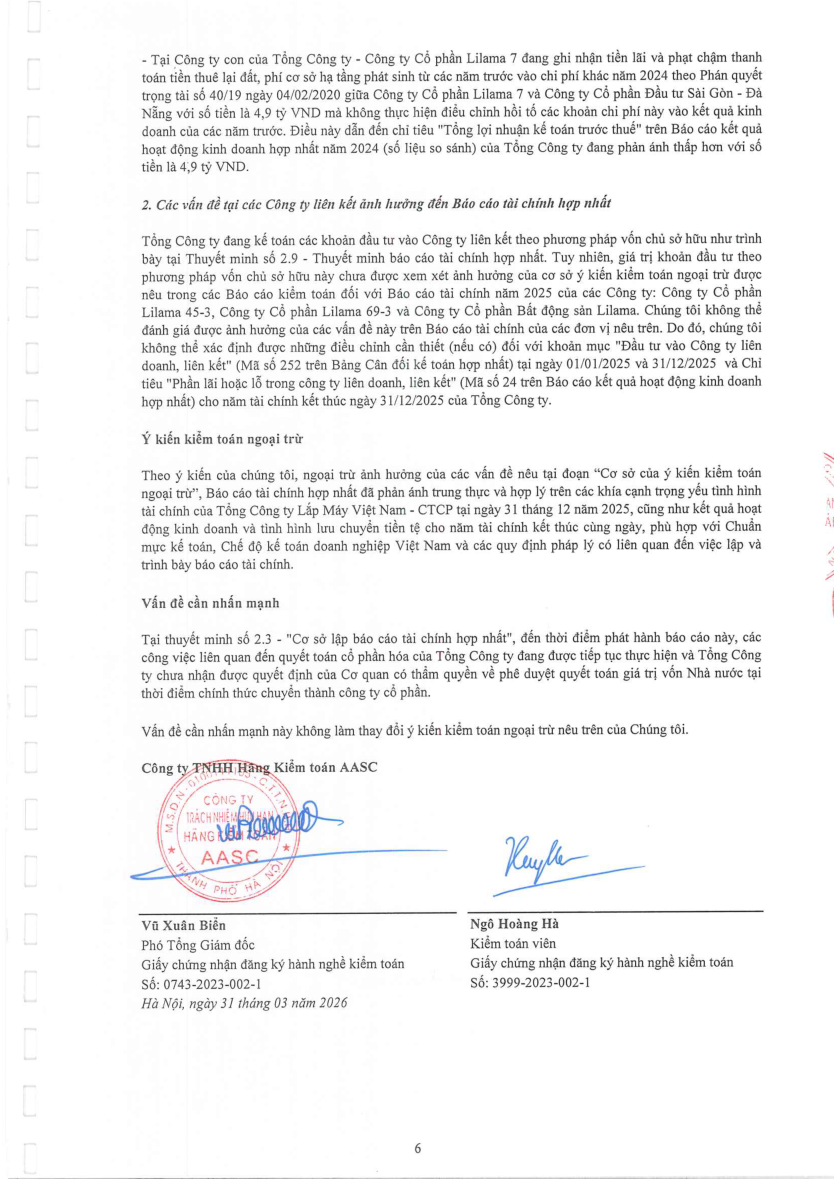 - Tại Công ty con của Tổng Công ty - Công ty Cổ phần Lilama 7 đang ghi nhận tiền lãi và phạt chậm thanh
toán tiền thuê lại đất, phí cơ sở hạ tầng phát sinh từ các năm trước vào chi phí khác năm 2024 theo Phán quyết
trọng tài số 40/19 ngày 04/02/2020 giữa Công ty Cổ phần Lilama 7 và Công ty Cổ phần Đầu tư Sài Gòn - Đà
Nẵng với số tiền là 4,9 tỷ VND mà không thực hiện điều chỉnh hồi tố các khoản chi phí này vào kết quả kinh
doanh của các năm trước. Điều này dẫn đến chỉ tiêu "Tổng lợi nhuận kế toán trước thuế" trên Báo cáo kết quả
hoạt động kinh doanh hợp nhất năm 2024 (số liệu so sánh) của Tổng Công ty đang phản ánh thấp hơn với số
tiền là 4,9 tỷ VND.
2. Các vấn đề tại các Công ty liên kết ảnh hưởng đến Báo cáo tài chính hợp nhất
Tổng Công ty đang kế toán các khoản đầu tư vào Công ty liên kết theo phương pháp vốn chủ sở hữu như trình
bày tại Thuyết minh số 2.9 - Thuyết minh báo cáo tài chính hợp nhất. Tuy nhiên, giá trị khoản đầu tư theo
phương pháp vốn chủ sở hữu này chưa được xem xét ảnh hưởng của cơ sở ý kiến kiểm toán ngoại trừ được
nêu trong các Báo cáo kiểm toán đối với Báo cáo tài chính năm 2025 của các Công ty: Công ty Cổ phần
Lilama 45-3, Công ty Cổ phần Lilama 69-3 và Công ty Cổ phần Bất động sản Lilama. Chúng tôi không thể
đánh giá được ảnh hưởng của các vấn đề này trên Báo cáo tài chính của các đơn vị nêu trên. Do đó, chúng tôi
không thể xác định được những điều chỉnh cần thiết (nếu có) đối với khoản mục "Đầu tư vào Công ty liên
doanh, liên kết" (Mã số 252 trên Bảng Cân đối kế toán hợp nhất) tại ngày 01/01/2025 và 31/12/2025 và Chỉ
tiêu "Phần lãi hoặc lỗ trong công ty liên doanh, liên kết" (Mã số 24 trên Báo cáo kết quả hoạt động kinh doanh
hợp nhất) cho năm tài chính kết thúc ngày 31/12/2025 của Tổng Công ty.
Ý kiến kiểm toán ngoại trừ
Theo ý kiến của chúng tôi, ngoại trừ ảnh hưởng của các vấn đề nêu tại đoạn “Cơ sở của ý kiến kiểm toán
ngoại trừ”, Báo cáo tài chính hợp nhất đã phản ánh trung thực và hợp lý trên các khía cạnh trọng yếu tình hình
tài chính của Tổng Công ty Lắp Máy Việt Nam - CTCP tại ngày 31 tháng 12 năm 2025, cũng như kết quả hoạt
động kinh doanh và tình hình lưu chuyển tiền tệ cho năm tài chính kết thúc cùng ngày, phù hợp với Chuẩn
mực kế toán, Chế độ kế toán doanh nghiệp Việt Nam và các quy định pháp lý có liên quan đến việc lập và
trình bày báo cáo tài chính.
Vấn đề cần nhấn mạnh
Tại thuyết minh số 2.3 - "Cơ sở lập báo cáo tài chính hợp nhất", đến thời điểm phát hành báo cáo này, các
công việc liên quan đến quyết toán cổ phần hóa của Tổng Công ty đang được tiếp tục thực hiện và Tổng Công
ty chưa nhận được quyết định của Cơ quan có thẩm quyền về phê duyệt quyết toán giá trị vốn Nhà nước tại
thời điểm chính thức chuyển thành công ty cổ phần.
Vấn đề cần nhấn mạnh này không làm thay đổi ý kiến kiểm toán ngoại trừ nêu trên của Chúng tôi.
Công ty TNHH Hãng Kiểm toán AASC
CÔNG TY
TRÁCH NHIỆM HỮU HẠN
HÃNG KIỂM TOÁN
AASC
THÀNH PHỐ HÀ NỘI
Vũ Xuân Biển
Phó Tổng Giám đốc
Giấy chứng nhận đăng ký hành nghề kiểm toán
Số: 0743-2023-002-1
Hà Nội, ngày 31 tháng 03 năm 2026
Ngô Hoàng Hà
Kiểm toán viên
Giấy chứng nhận đăng ký hành nghề kiểm toán
Số: 3999-2023-002-1
6